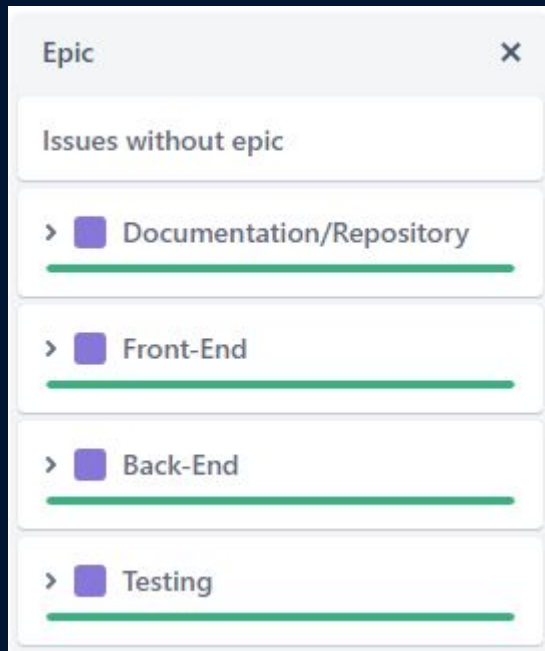 Epic
Issues without epic
Documentation/Repository
Front-End
Back-End
Testing